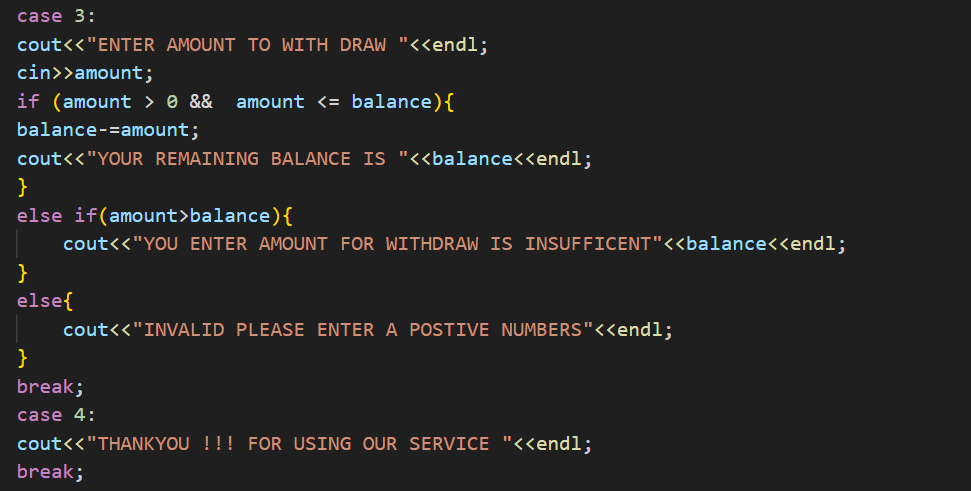 case 3:
cout<<"ENTER AMOUNT TO WITH DRAW "<<endl;
cin>>amount;
if (amount > 0 &&  amount <= balance){
balance-=amount;
cout<<"YOUR REMAINING BALANCE IS "<<balance<<endl;
}
else if(amount>balance){
    cout<<"YOU ENTER AMOUNT FOR WITHDRAW IS INSUFFICENT"<<balance<<endl;
}
else{
    cout<<"INVALID PLEASE ENTER A POSTIVE NUMBERS"<<endl;
}
break;
case 4:
cout<<"THANKYOU !!! FOR USING OUR SERVICE "<<endl;
break;